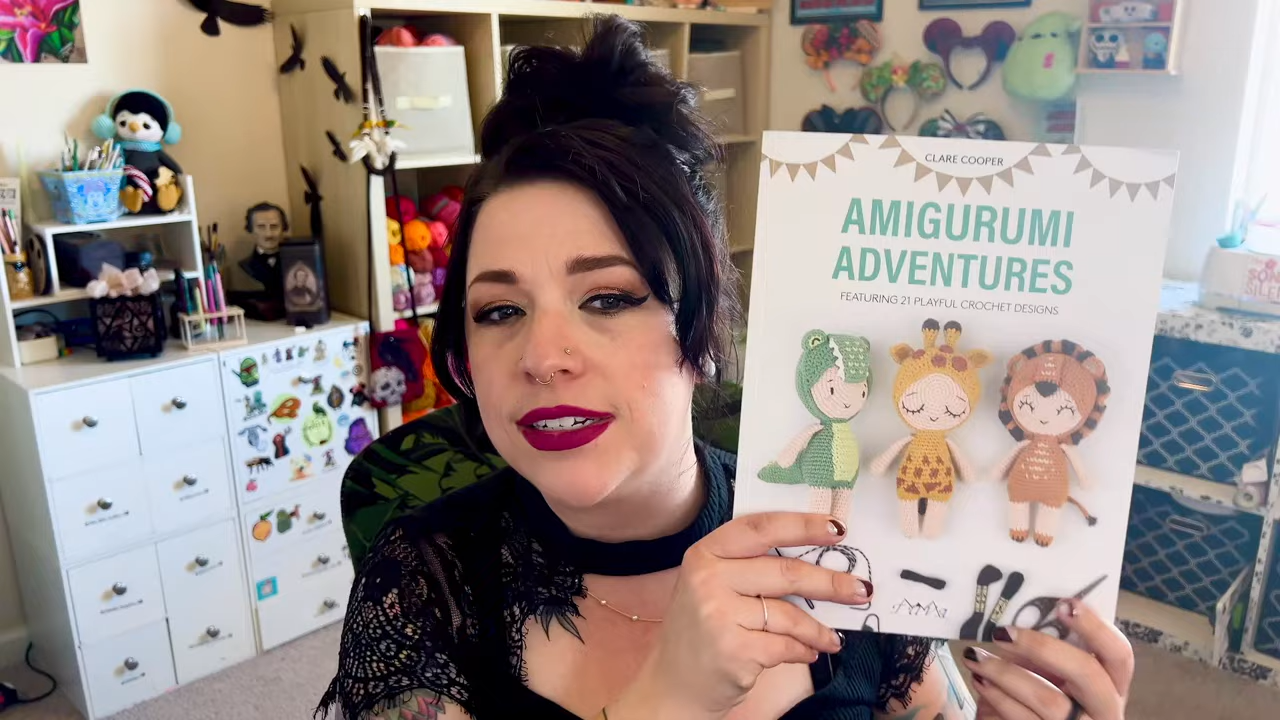 CLARE COOPER
AMIGURUMI
ADVENTURES
FEATURING 21 PLAYFUL CROCHET DESIGNS